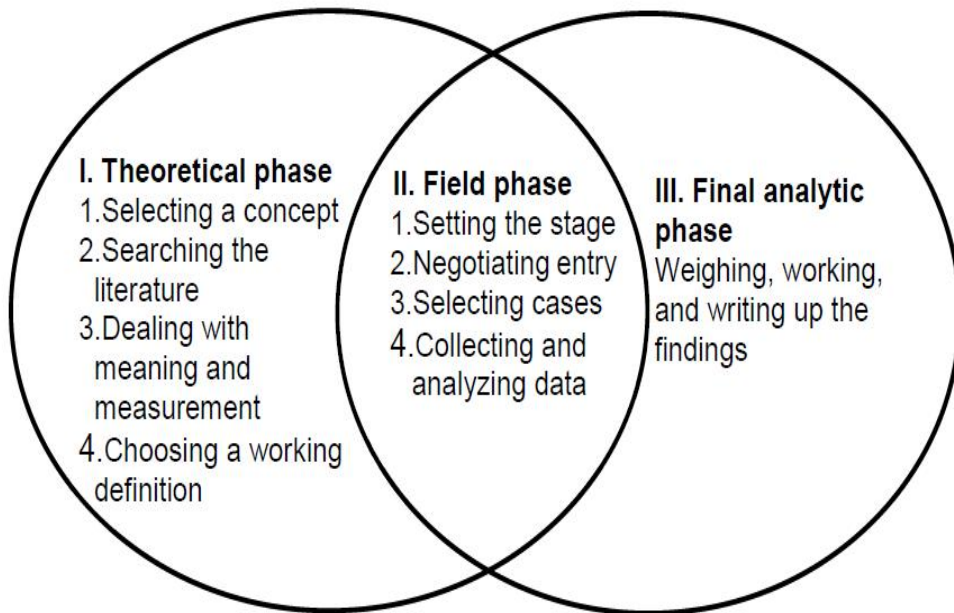 I. Theoretical phase
1.Selecting a concept
2.Searching the
literature
3.Dealing with
meaning and
measurement
4.Choosing a working
definition
II. Field phase
1.Setting the stage
2.Negotiating entry
3.Selecting cases
4.Collecting and
analyzing data
III. Final analytic
phase
Weighing, working,
and writing up the
findings